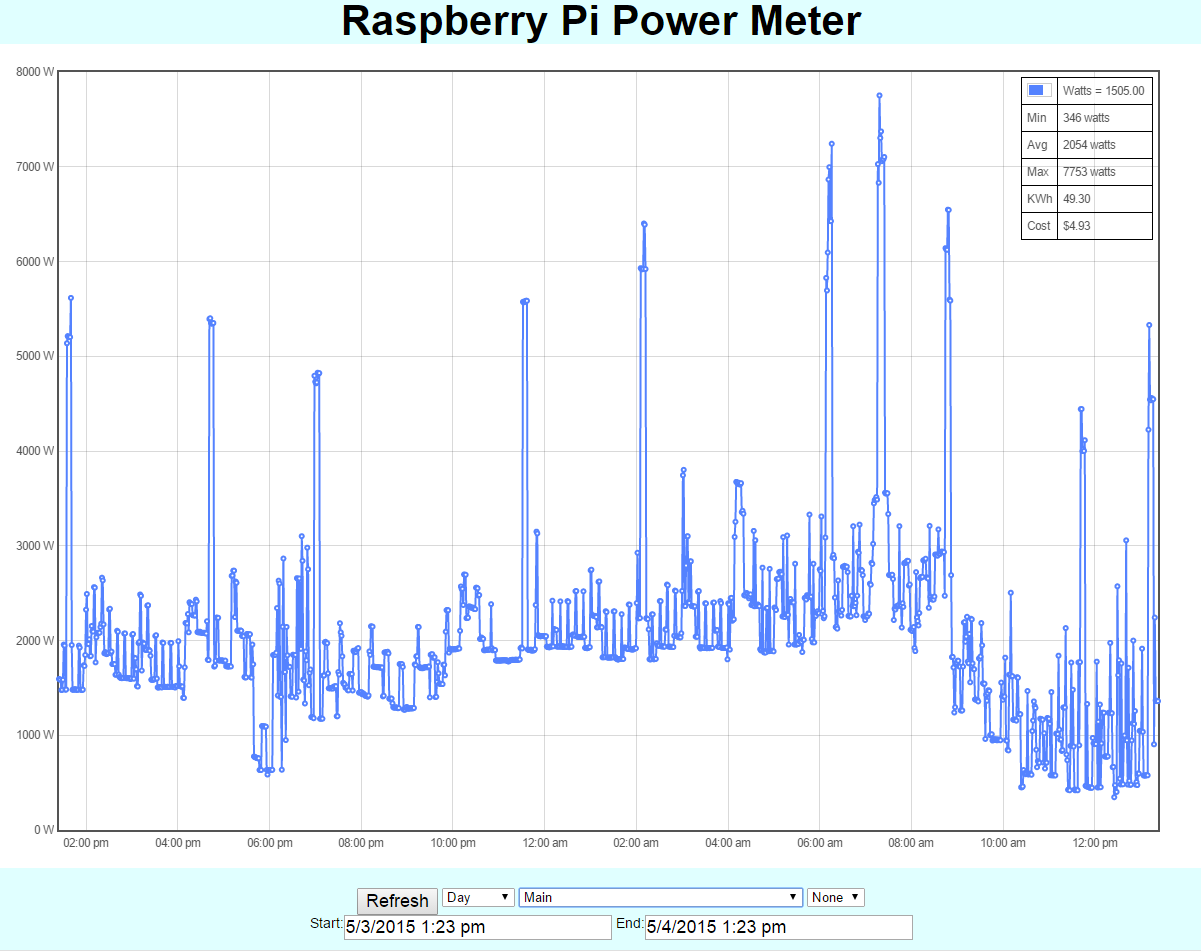 Raspberry Pi Power Meter
8000 W
7000 W
6000 W
5000 W
4000 W
3000 W
2000 W
1000 W
0 W
Watts = 1505.00
Min 346 watts
Avg 2054 watts
Max 7753 watts
KWh 49.30
Cost $4.93
02:00 pm 04:00 pm 06:00 pm 08:00 pm 10:00 pm 12:00 am 02:00 am 04:00 am 06:00 am 08:00 am 10:00 am 12:00 pm
Refresh Day Main None
Start: 5/3/2015 1:23 pm End: 5/4/2015 1:23 pm